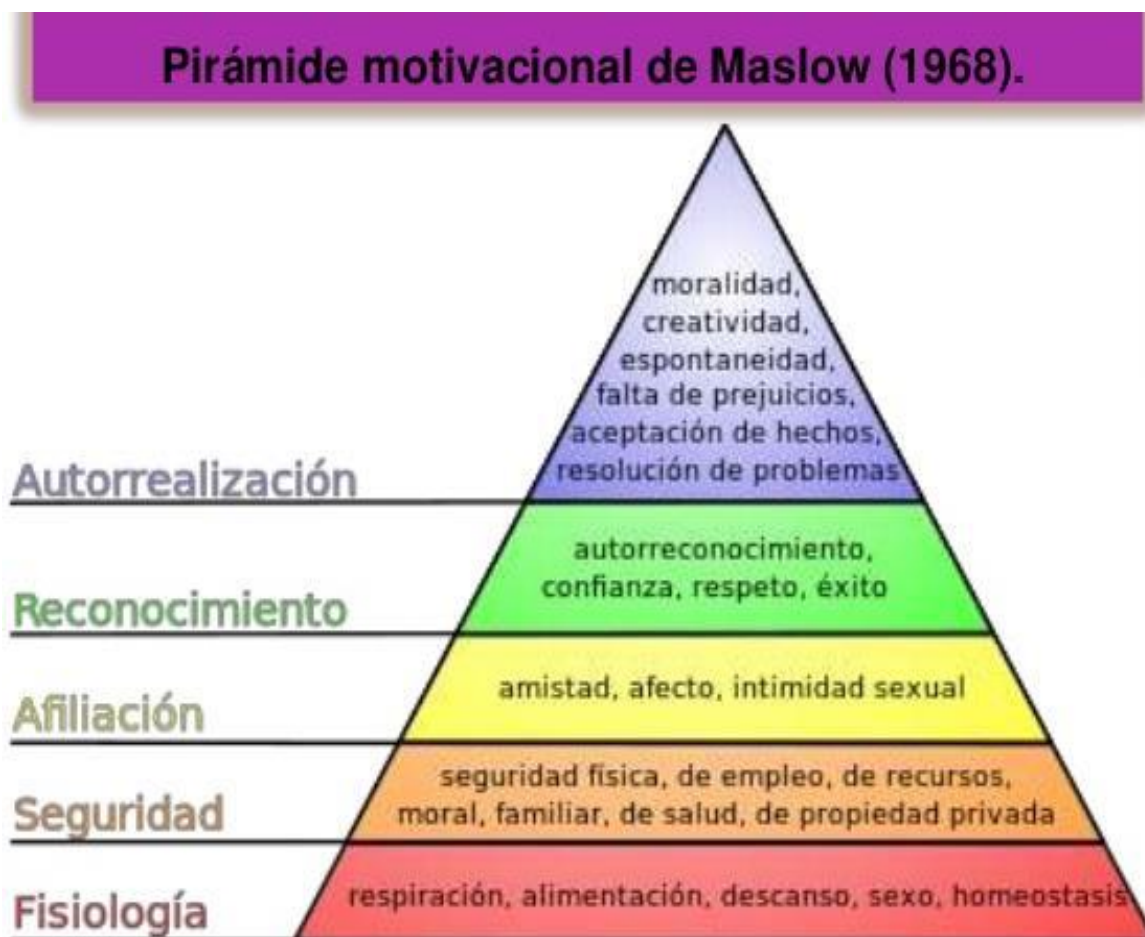 Pirámide motivacional de Maslow (1968).
moralidad,
creatividad,
espontaneidad,
falta de prejuicios,
aceptación de hechos,
resolución de problemas
Autorrealización
autorreconocimiento,
confianza, respeto, éxito
Reconocimiento
amistad, afecto, intimidad sexual
Afiliación
seguridad física, de empleo, de recursos,
moral, familiar, de salud, de propiedad privada
Seguridad
respiración, alimentación, descanso, sexo, homeostasis
Fisiología